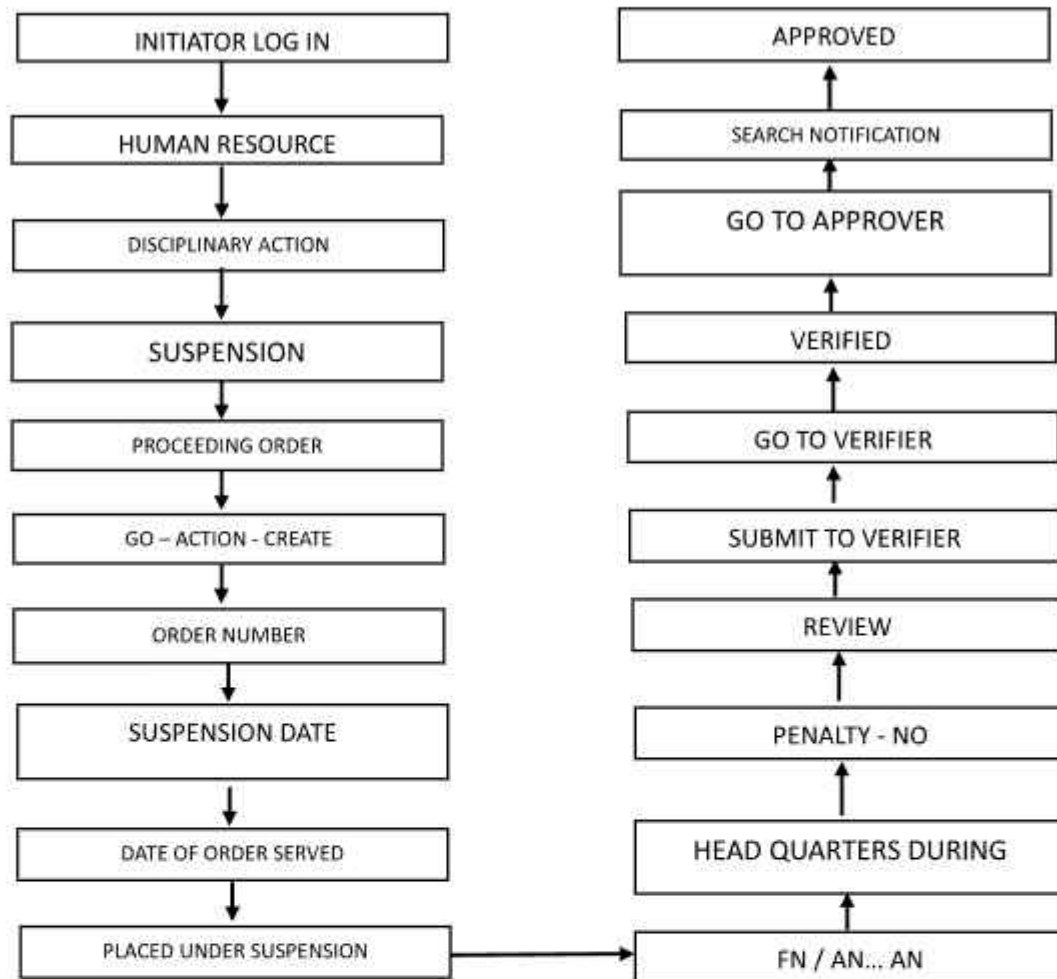 INITIATOR LOG IN
HUMAN RESOURCE
DISCIPLINARY ACTION
SUSPENSION
PROCEEDING ORDER
GO – ACTION - CREATE
ORDER NUMBER
SUSPENSION DATE
DATE OF ORDER SERVED
PLACED UNDER SUSPENSION
FN / AN... AN
HEAD QUARTERS DURING
PENALTY - NO
REVIEW
SUBMIT TO VERIFIER
GO TO VERIFIER
VERIFIED
GO TO APPROVER
SEARCH NOTIFICATION
APPROVED